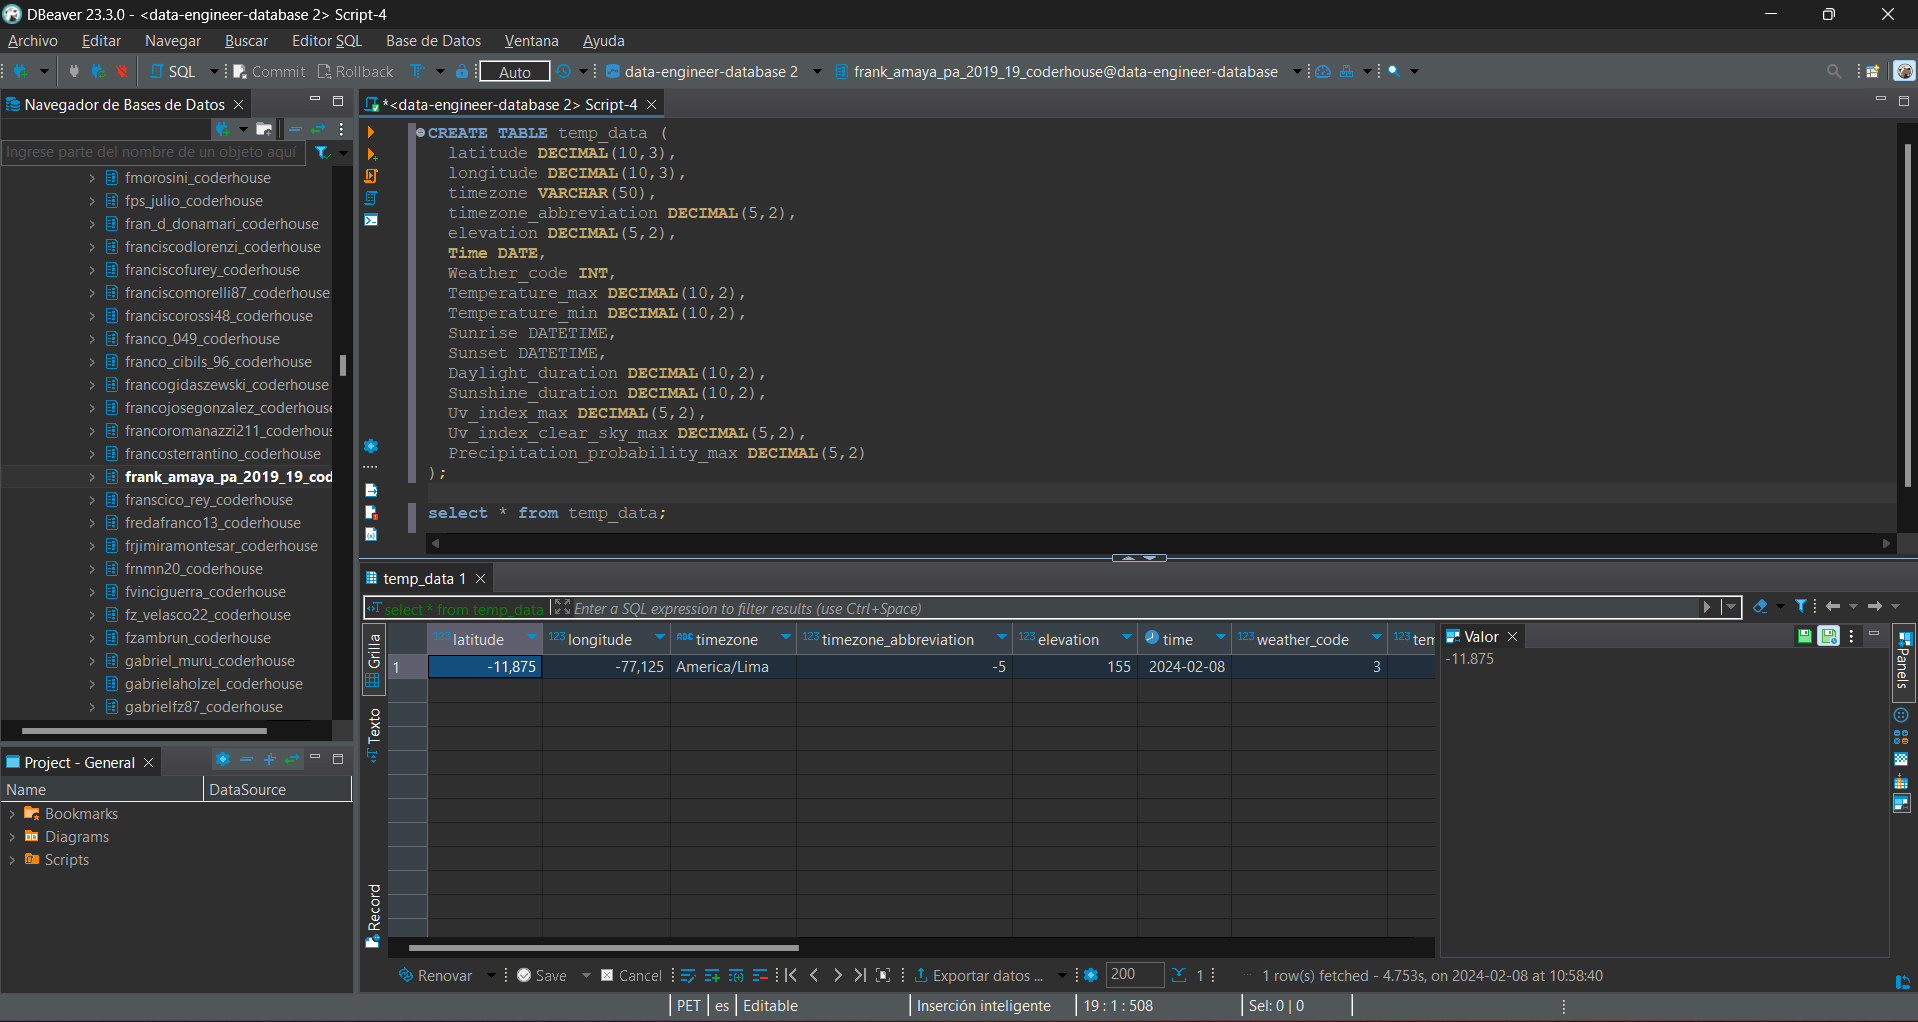 DBeaver 23.3.0 - <data-engineer-database 2> Script-4
Archivo Editar Navegar Buscar Editor SQL Base de Datos Ventana Ayuda
SQL Commit Rollback Auto data-engineer-database 2 frank_amaya_pa_2019_19_coderhouse@data-engineer-database
Navegador de Bases de Datos
Ingrese parte del nombre de un objeto aquí
fmorosini_coderhouse
fps_julio_coderhouse
fran_d_donamari_coderhouse
franciscodlorenzi_coderhouse
franciscofurey_coderhouse
franciscomorelli87_coderhouse
franciscorossi48_coderhouse
franco_049_coderhouse
franco_cibils_96_coderhouse
francogidaszewski_coderhouse
francojosegonzalez_coderhouse
francoromanazzi211_coderhous
francosterrantino_coderhouse
frank_amaya_pa_2019_19_cod
franscico_rey_coderhouse
fredafranco13_coderhouse
frjimiramontesar_coderhouse
frnmn20_coderhouse
fvinciguerra_coderhouse
fz_velasco22_coderhouse
fzambrun_coderhouse
gabriel_muru_coderhouse
gabrielaholzel_coderhouse
gabrielfz87_coderhouse
Project - General
Name DataSource
Bookmarks
Diagrams
Scripts
*<data-engineer-database 2> Script-4
CREATE TABLE temp_data (
latitude DECIMAL(10,3),
longitude DECIMAL(10,3),
timezone VARCHAR(50),
timezone_abbreviation DECIMAL(5,2),
elevation DECIMAL(5,2),
Time DATE,
Weather_code INT,
Temperature_max DECIMAL(10,2),
Temperature_min DECIMAL(10,2),
Sunrise DATETIME,
Sunset DATETIME,
Daylight_duration DECIMAL(10,2),
Sunshine_duration DECIMAL(10,2),
Uv_index_max DECIMAL(5,2),
Uv_index_clear_sky_max DECIMAL(5,2),
Precipitation_probability_max DECIMAL(5,2)
);
select * from temp_data;
temp_data 1
select * from temp_data Enter a SQL expression to filter results (use Ctrl+Space)
Grilla
Texto
Record
123 latitude 123 longitude ABC timezone 123 timezone_abbreviation 123 elevation time 123 weather_code 123 tem
1 -11,875 -77,125 America/Lima -5 155 2024-02-08 3
Valor
-11.875
Panels
Renovar Save Cancel Exportar datos ... 200 1 1 row(s) fetched - 4.753s, on 2024-02-08 at 10:58:40
PET es Editable Inserción inteligente 19 : 1 : 508 Sel: 0 | 0